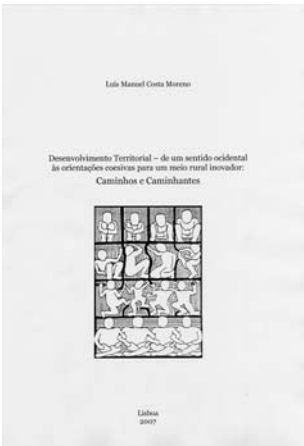 Luís Manuel Costa Moreno
Desenvolvimento Territorial – de um sentido ocidental
às orientações coesivas para um meio rural inovador:
Caminhos e Caminhantes
Lisboa
2007